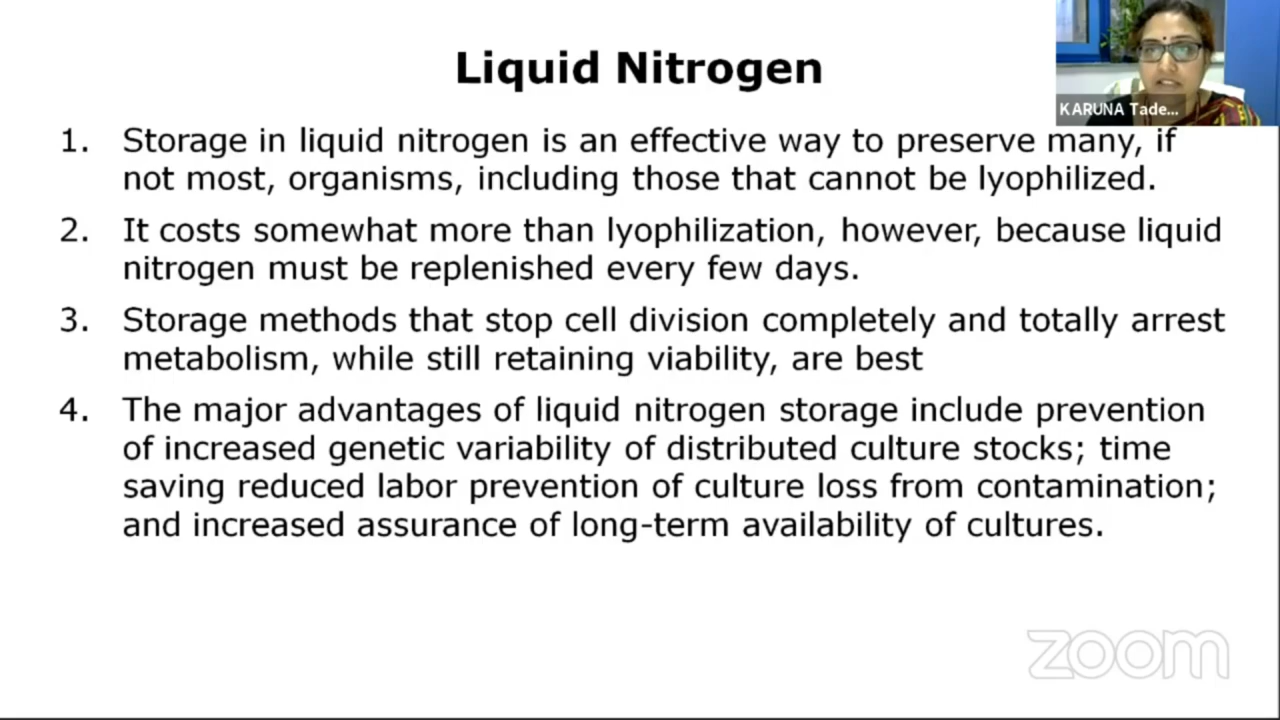 Liquid Nitrogen
KARUNA Tade...
1. Storage in liquid nitrogen is an effective way to preserve many, if
not most, organisms, including those that cannot be lyophilized.
2. It costs somewhat more than lyophilization, however, because liquid
nitrogen must be replenished every few days.
3. Storage methods that stop cell division completely and totally arrest
metabolism, while still retaining viability, are best
4. The major advantages of liquid nitrogen storage include prevention
of increased genetic variability of distributed culture stocks; time
saving reduced labor prevention of culture loss from contamination;
and increased assurance of long-term availability of cultures.
zoom